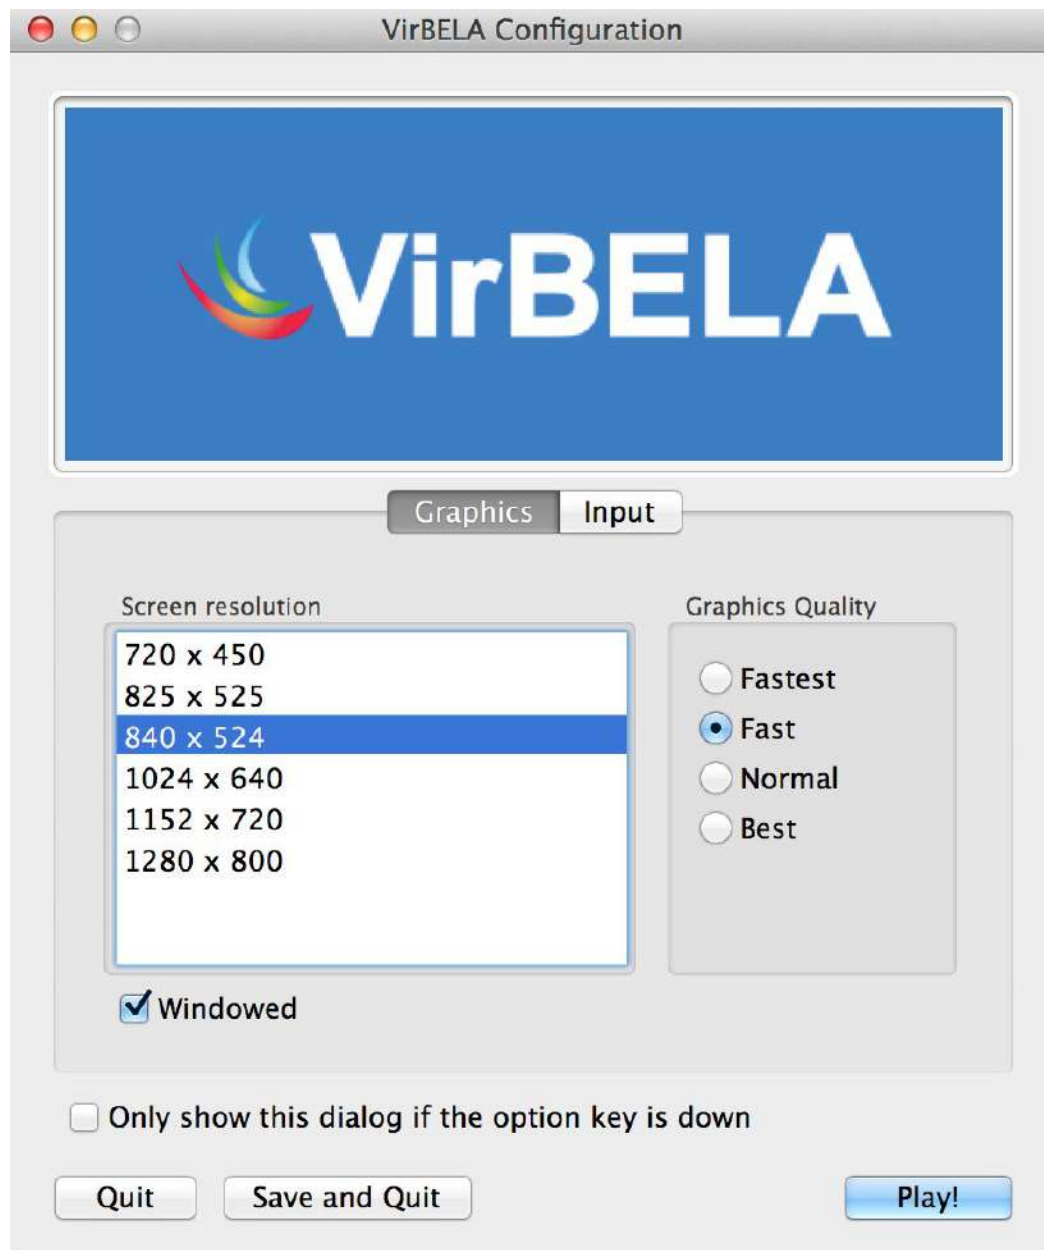 VirBELA Configuration
VirBELA
Graphics Input
Screen resolution
720 x 450
825 x 525
840 x 524
1024 x 640
1152 x 720
1280 x 800
Windowed
Graphics Quality
Fastest
Fast
Normal
Best
Only show this dialog if the option key is down
Quit Save and Quit Play!